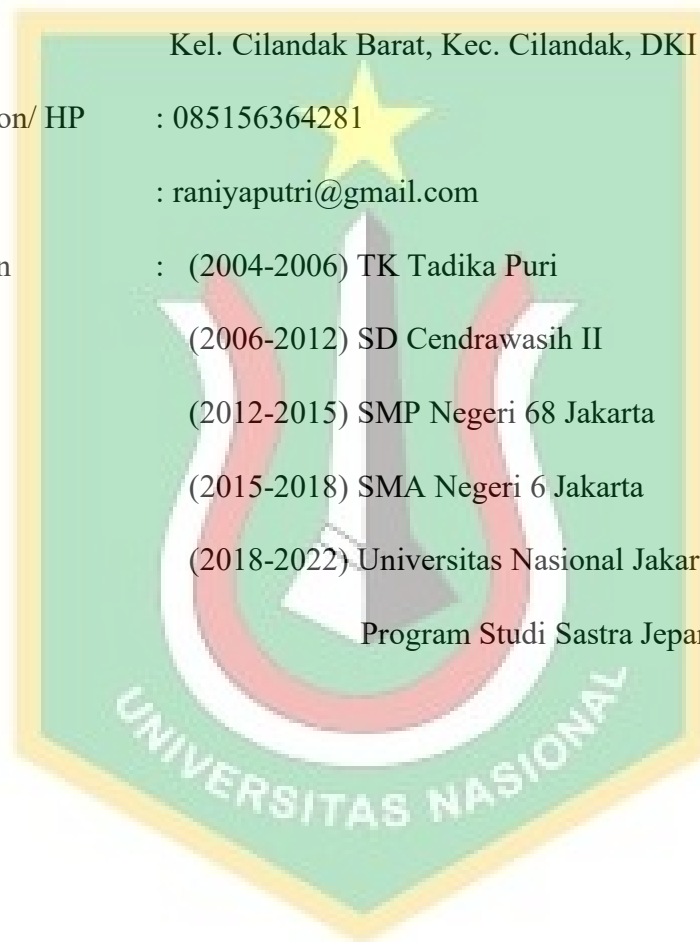 Kel. Cilandak Barat, Kec. Cilandak, DKI
on/ HP : 085156364281
: raniyaputri@gmail.com
n : (2004-2006) TK Tadika Puri
(2006-2012) SD Cendrawasih II
(2012-2015) SMP Negeri 68 Jakarta
(2015-2018) SMA Negeri 6 Jakarta
(2018-2022) Universitas Nasional Jakar
Program Studi Sastra Jepan
UNIVERSITAS NASIONAL